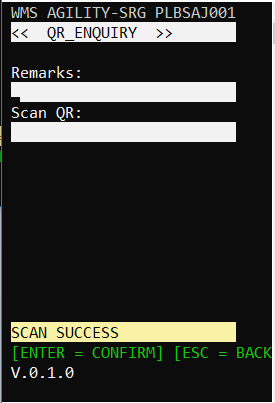 WMS AGILITY-SRG PLBSAJ001
<<  QR_ENQUIRY  >>
Remarks:
Scan QR:
SCAN SUCCESS
[ENTER = CONFIRM] [ESC = BACK
V.0.1.0